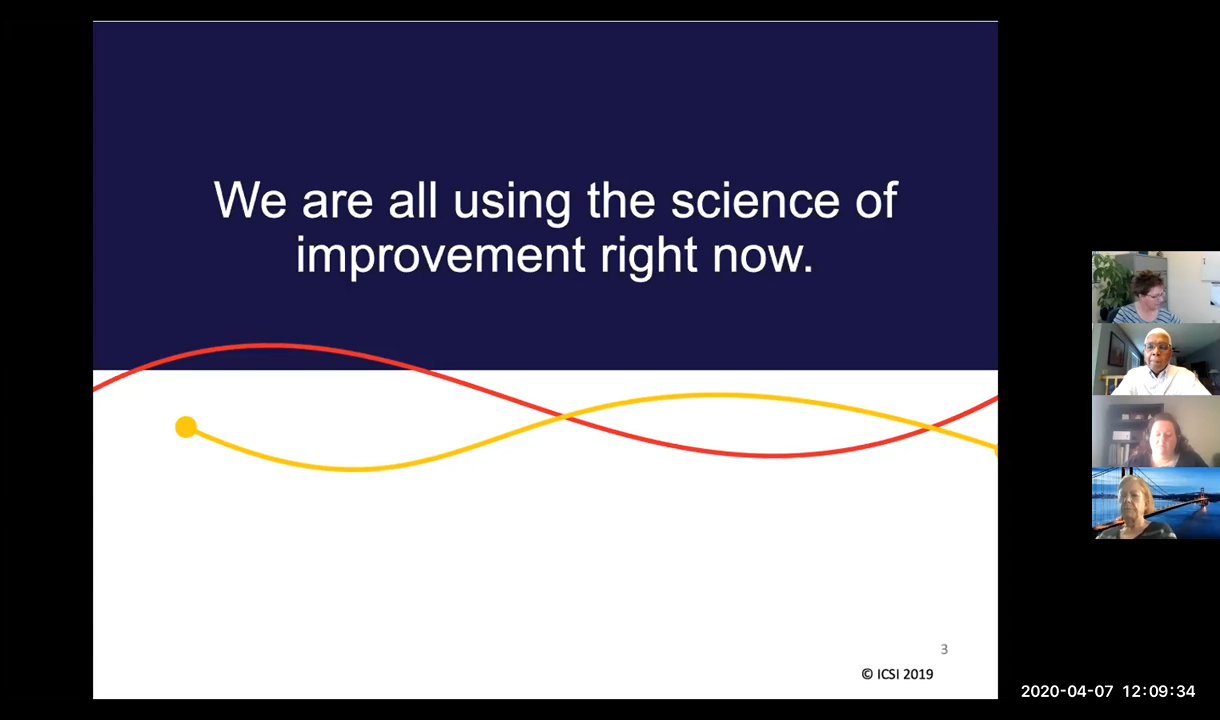 We are all using the science of
improvement right now.
3
© ICSI 2019
2020-04-07 12:09:34